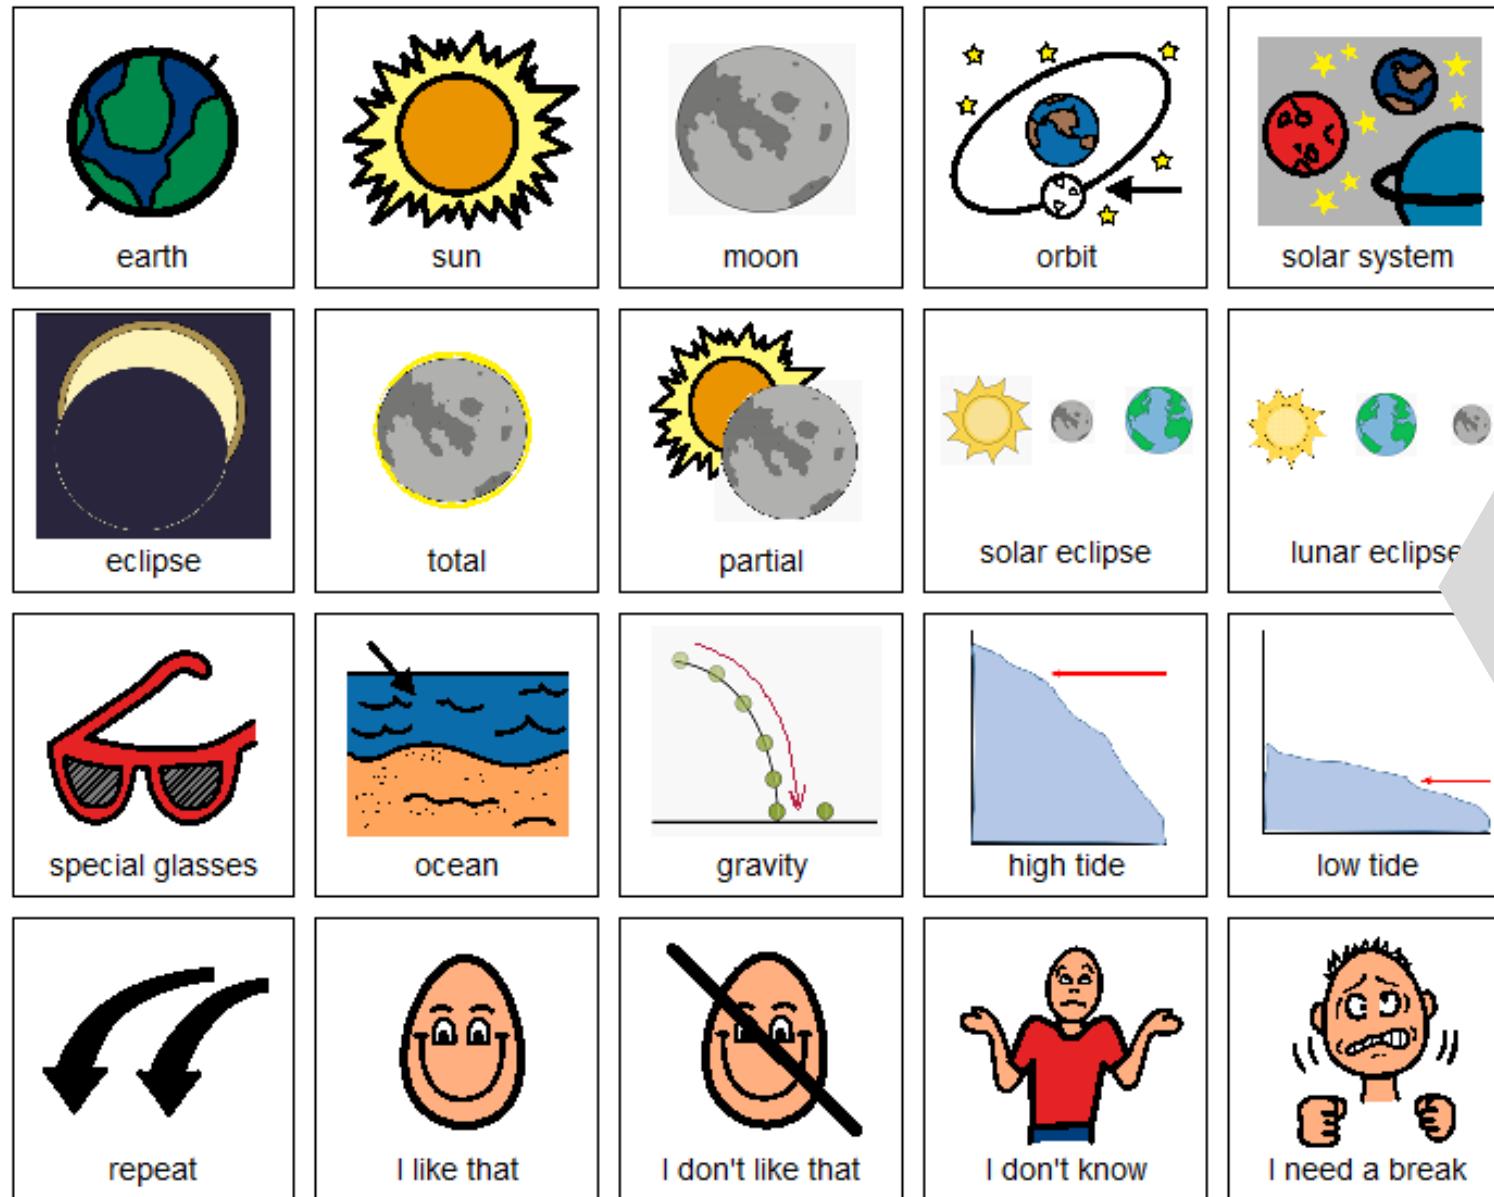 earth
sun
moon
orbit
solar system
eclipse
total
partial
solar eclipse
lunar eclipse
special glasses
ocean
gravity
high tide
low tide
repeat
I like that
I don't like that
I don't know
I need a break